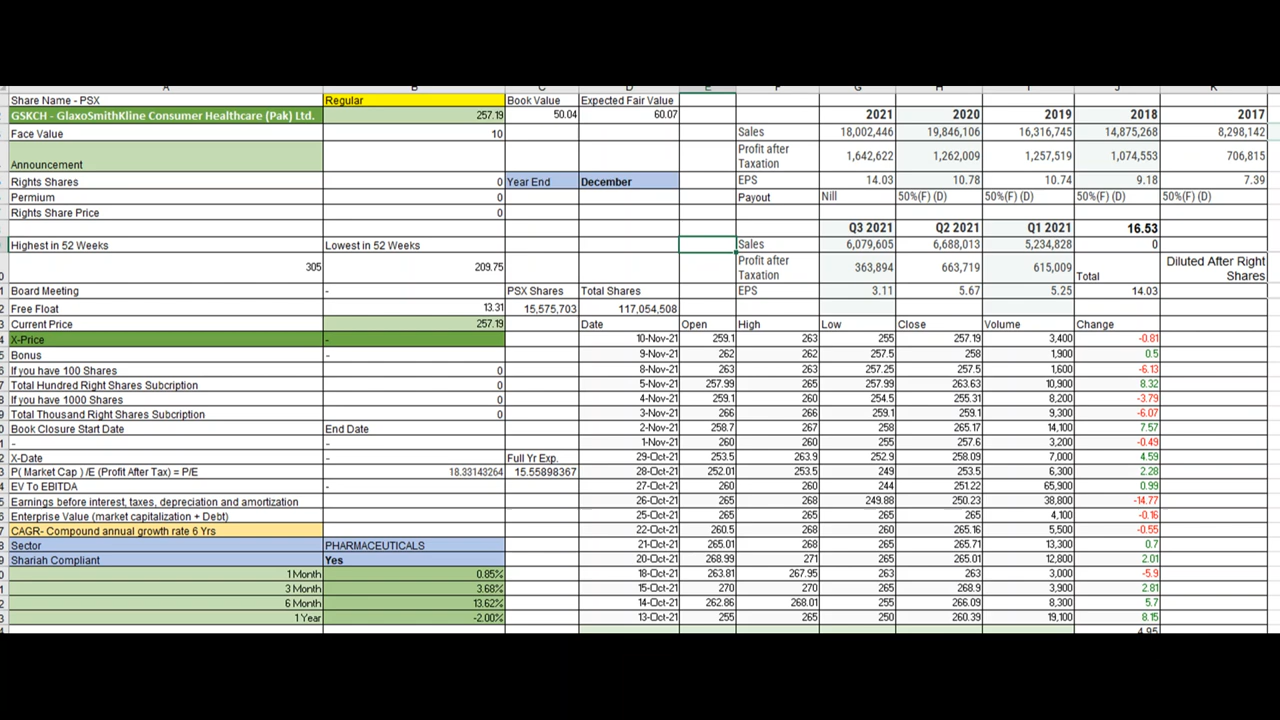 A B C D E F G H I J K
Share Name - PSX Regular Book Value Expected Fair Value
GSKCH - GlaxoSmithKline Consumer Healthcare (Pak) Ltd. 257.19 50.04 60.07 2021 2020 2019 2018 2017
Face Value 10 Sales 18,002,446 19,846,106 16,316,745 14,875,268 8,298,142
Announcement Profit after Taxation 1,642,622 1,262,009 1,257,519 1,074,553 706,815
Rights Shares 0 Year End December EPS 14.03 10.78 10.74 9.18 7.39
Permium 0 Payout Nill 50%(F) (D) 50%(F) (D) 50%(F) (D) 50%(F) (D)
Rights Share Price 0
Q3 2021 Q2 2021 Q1 2021 16.53
Highest in 52 Weeks Lowest in 52 Weeks Sales 6,079,605 6,688,013 5,234,828 0
305 209.75 Profit after Taxation 363,894 663,719 615,009 Total Diluted After Right Shares
Board Meeting - PSX Shares Total Shares EPS 3.11 5.67 5.25 14.03
Free Float 13.31 15,575,703 117,054,508
Current Price 257.19 Date Open High Low Close Volume Change
X-Price - 10-Nov-21 259.1 263 255 257.19 3,400 -0.81
Bonus - 9-Nov-21 262 262 257.5 258 1,900 0.5
If you have 100 Shares 0 8-Nov-21 263 263 257.25 257.5 1,600 -6.13
Total Hundred Right Shares Subcription 0 5-Nov-21 257.99 265 257.99 263.63 10,900 8.32
If you have 1000 Shares 0 4-Nov-21 259.1 260 254.5 255.31 8,200 -3.79
Total Thousand Right Shares Subcription 0 3-Nov-21 266 266 259.1 259.1 9,300 -6.07
Book Closure Start Date End Date 2-Nov-21 258.7 267 258 265.17 14,100 7.57
- - 1-Nov-21 260 260 255 257.6 3,200 -0.49
X-Date - Full Yr Exp. 29-Oct-21 253.5 263.9 252.9 258.09 7,000 4.59
P( Market Cap ) /E (Profit After Tax) = P/E 18.33143264 15.55898367 28-Oct-21 252.01 253.5 249 253.5 6,300 2.28
EV To EBITDA - 27-Oct-21 260 260 244 251.22 65,900 0.99
Earnings before interest, taxes, depreciation and amortization 26-Oct-21 265 268 249.88 250.23 38,800 -14.77
Enterprise Value (market capitalization + Debt) 25-Oct-21 265 265 265 265 4,100 -0.16
CAGR- Compound annual growth rate 6 Yrs 22-Oct-21 260.5 268 260 265.16 5,500 -0.55
Sector PHARMACEUTICALS 21-Oct-21 265.01 268 265 265.71 13,300 0.7
Shariah Compliant Yes 20-Oct-21 268.99 271 265 265.01 12,800 2.01
1 Month 0.85% 18-Oct-21 263.81 267.95 263 263 3,000 -5.9
3 Month 3.68% 15-Oct-21 270 270 265 268.9 3,900 2.81
6 Month 13.62% 14-Oct-21 262.86 268.01 255 266.09 8,300 5.7
1 Year -2.00% 13-Oct-21 255 265 250 260.39 19,100 8.15
4.95